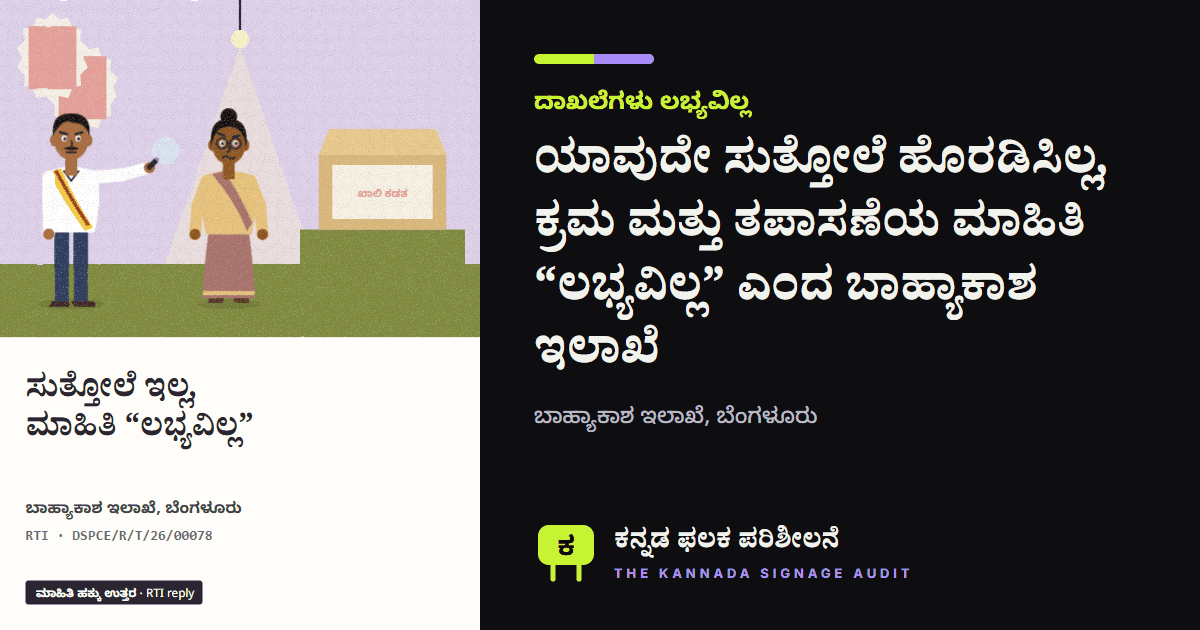 ಖಾಲಿ ಕಡತ
ಸುತ್ತೋಲೆ ಇಲ್ಲ,
ಮಾಹಿತಿ “ಲಭ್ಯವಿಲ್ಲ”
ಬಾಹ್ಯಾಕಾಶ ಇಲಾಖೆ, ಬೆಂಗಳೂರು
RTI · DSPCE/R/T/26/00078
ಮಾಹಿತಿ ಹಕ್ಕು ಉತ್ತರ · RTI reply
ದಾಖಲೆಗಳು ಲಭ್ಯವಿಲ್ಲ
ಯಾವುದೇ ಸುತ್ತೋಲೆ ಹೊರಡಿಸಿಲ್ಲ,
ಕ್ರಮ ಮತ್ತು ತಪಾಸಣೆಯ ಮಾಹಿತಿ
“ಲಭ್ಯವಿಲ್ಲ” ಎಂದ ಬಾಹ್ಯಾಕಾಶ
ಇಲಾಖೆ
ಬಾಹ್ಯಾಕಾಶ ಇಲಾಖೆ, ಬೆಂಗಳೂರು
ಕ
ಕನ್ನಡ ಫಲಕ ಪರಿಶೀಲನೆ
THE KANNADA SIGNAGE AUDIT